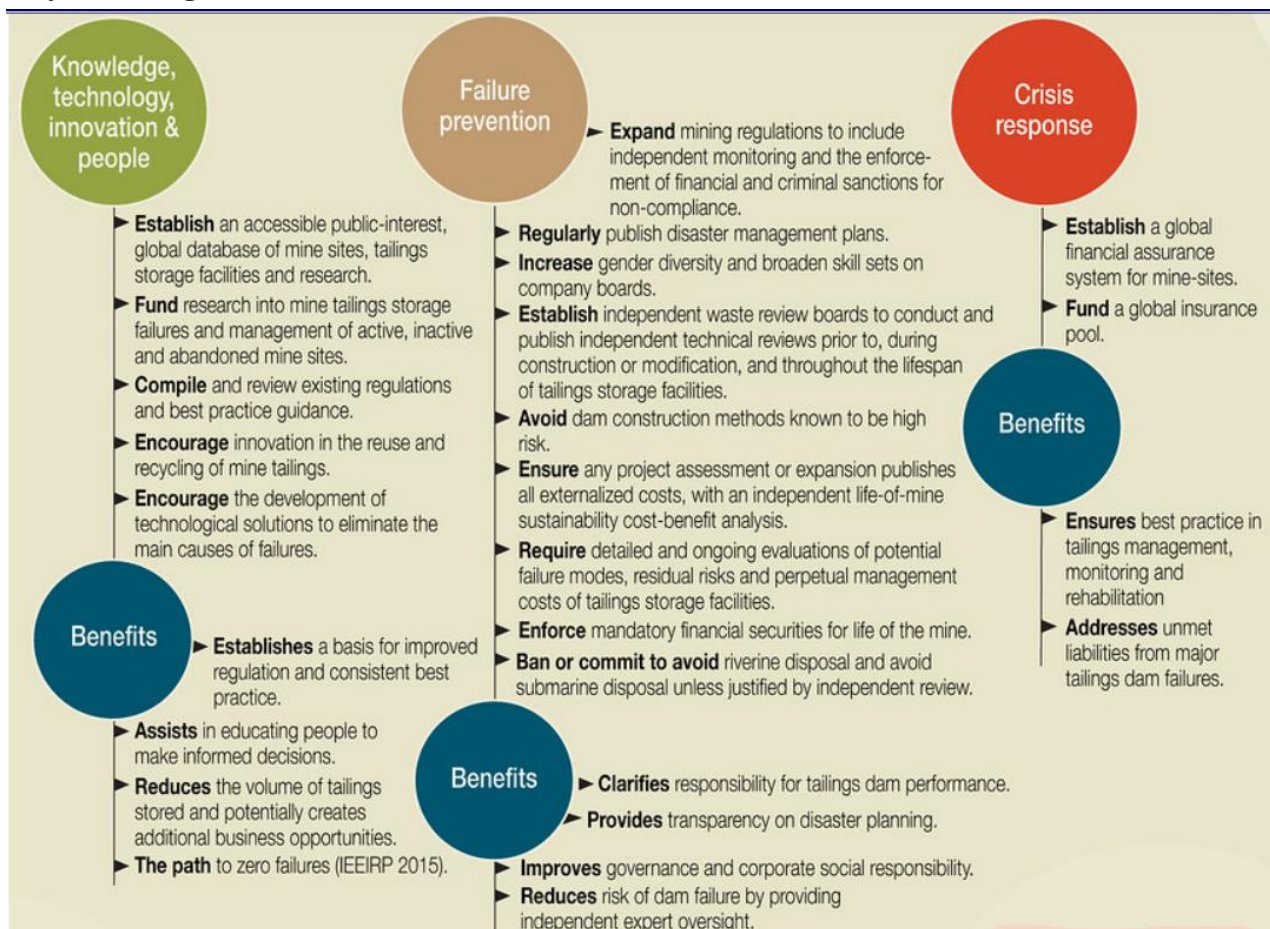 Knowledge,
technology,
innovation &
people
► Establish an accessible public-interest,
global database of mine sites, tailings
storage facilities and research.
► Fund research into mine tailings storage
failures and management of active, inactive
and abandoned mine sites.
► Compile and review existing regulations
and best practice guidance.
► Encourage innovation in the reuse and
recycling of mine tailings.
► Encourage the development of
technological solutions to eliminate the
main causes of failures.
Benefits
► Establishes a basis for improved
regulation and consistent best
practice.
► Assists in educating people to
make informed decisions.
► Reduces the volume of tailings
stored and potentially creates
additional business opportunities.
► The path to zero failures (IEEIRP 2015).
Failure
prevention
► Expand mining regulations to include
independent monitoring and the enforce-
ment of financial and criminal sanctions for
non-compliance.
► Regularly publish disaster management plans.
► Increase gender diversity and broaden skill sets on
company boards.
► Establish independent waste review boards to conduct and
publish independent technical reviews prior to, during
construction or modification, and throughout the lifespan
of tailings storage facilities.
► Avoid dam construction methods known to be high
risk.
► Ensure any project assessment or expansion publishes
all externalized costs, with an independent life-of-mine
sustainability cost-benefit analysis.
► Require detailed and ongoing evaluations of potential
failure modes, residual risks and perpetual management
costs of tailings storage facilities.
► Enforce mandatory financial securities for life of the mine.
► Ban or commit to avoid riverine disposal and avoid
submarine disposal unless justified by independent review.
Benefits
► Clarifies responsibility for tailings dam performance.
► Provides transparency on disaster planning.
► Improves governance and corporate social responsibility.
► Reduces risk of dam failure by providing
independent expert oversight.
Crisis
response
► Establish a global
financial assurance
system for mine-sites.
► Fund a global insurance
pool.
Benefits
► Ensures best practice in
tailings management,
monitoring and
rehabilitation
► Addresses unmet
liabilities from major
tailings dam failures.